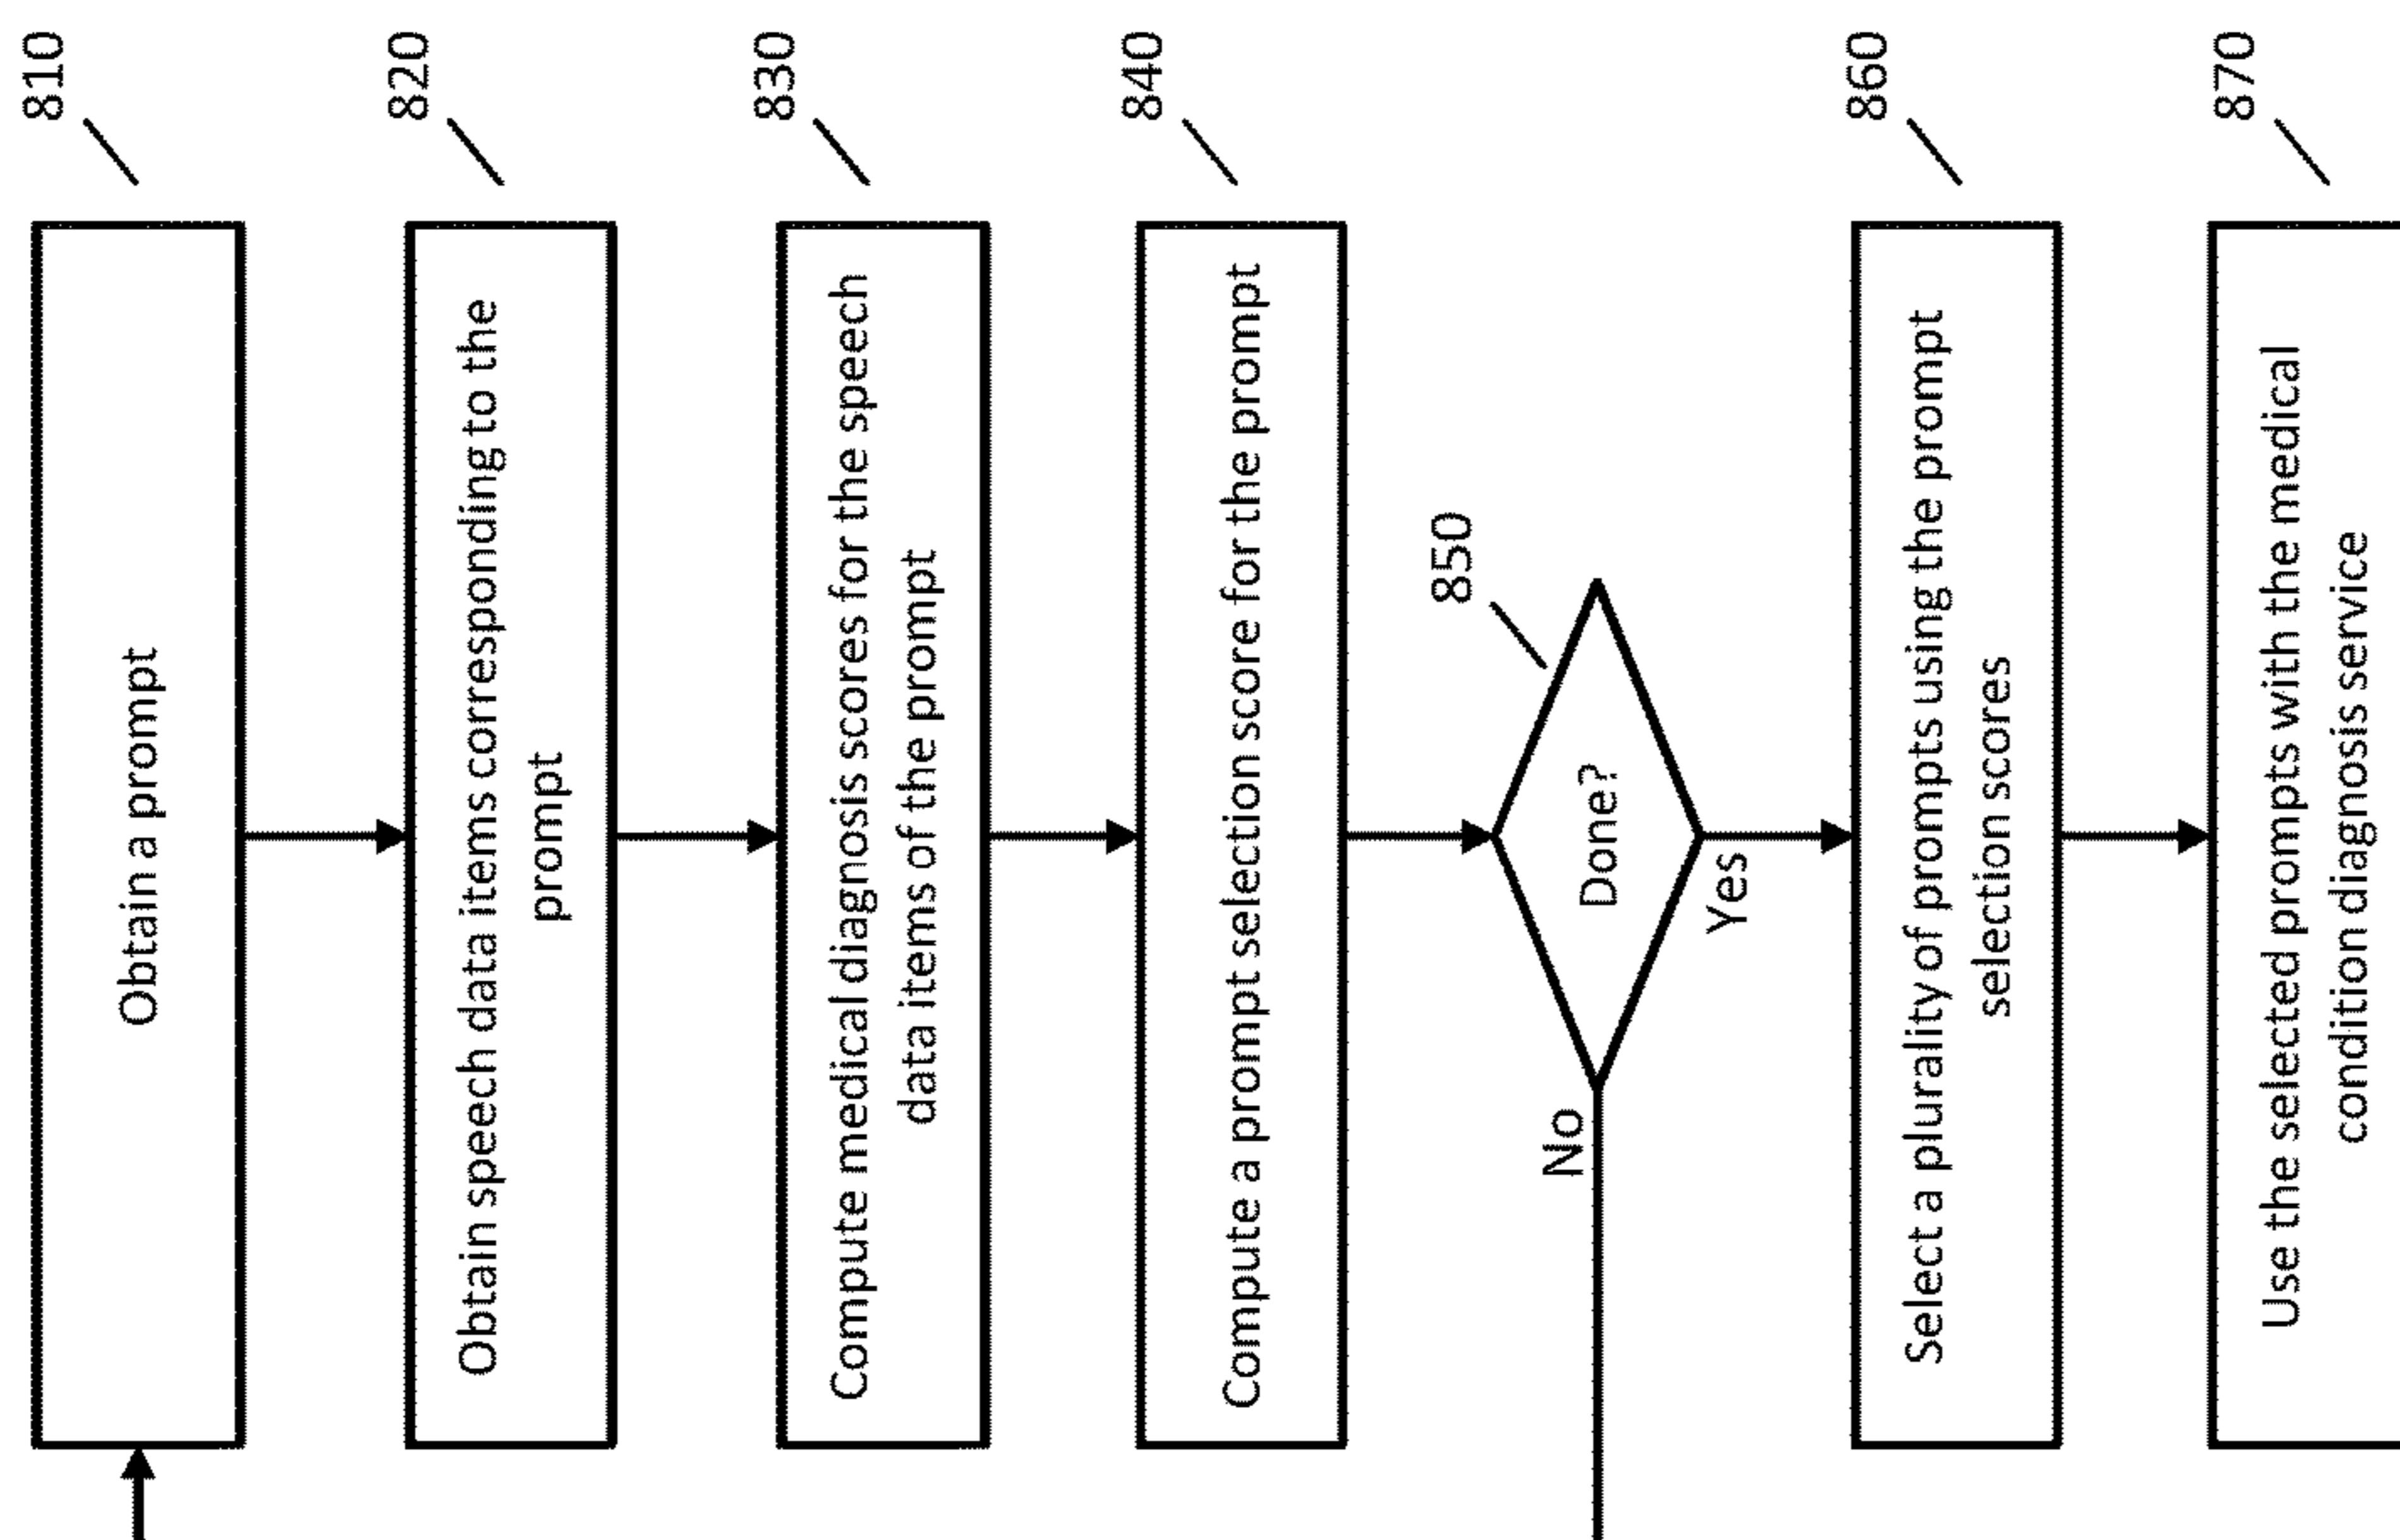 810
Obtain a prompt
820
Obtain speech data items corresponding to the
prompt
830
Compute medical diagnosis scores for the speech
data items of the prompt
840
Compute a prompt selection score for the prompt
850
Done?
No
Yes
860
Select a plurality of prompts using the prompt
selection scores
870
Use the selected prompts with the medical
condition diagnosis service